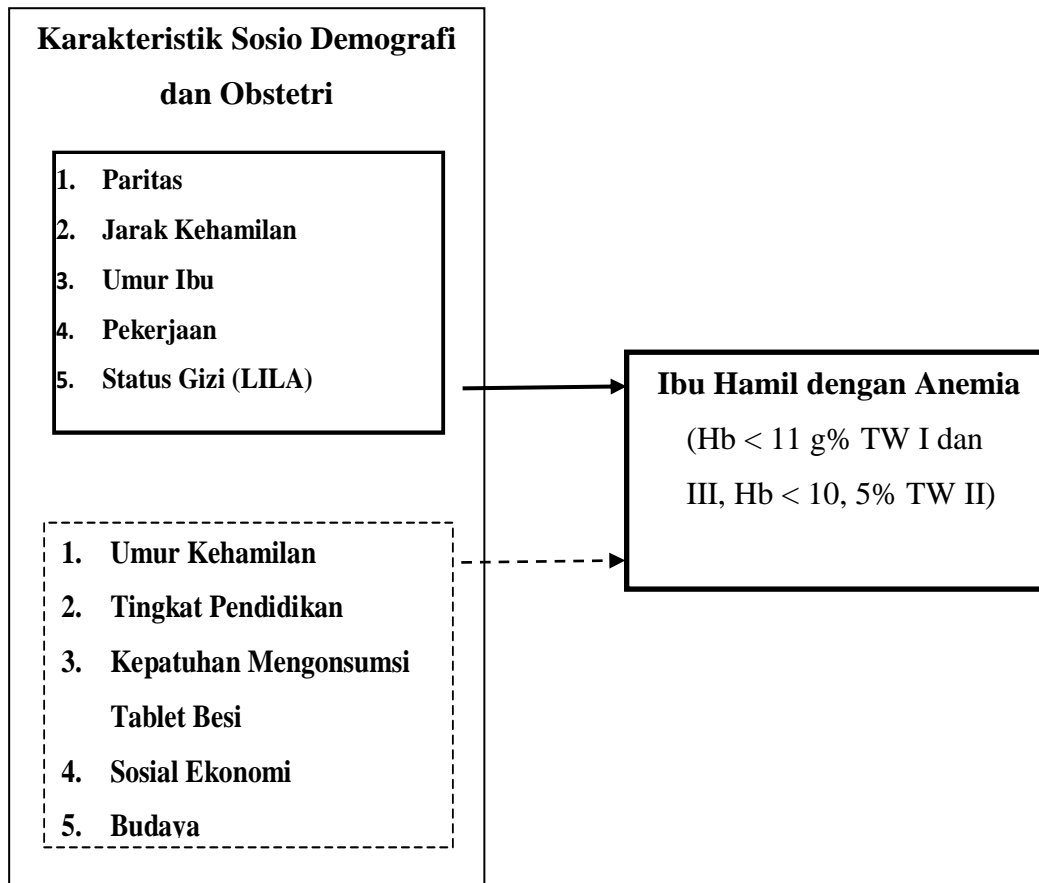 Karakteristik Sosio Demografi
dan Obstetri
1. Paritas
2. Jarak Kehamilan
3. Umur Ibu
4. Pekerjaan
5. Status Gizi (LILA)
Ibu Hamil dengan Anemia
(Hb < 11 g% TW I dan
III, Hb < 10, 5% TW II)
1. Umur Kehamilan
2. Tingkat Pendidikan
3. Kepatuhan Mengonsumsi
Tablet Besi
4. Sosial Ekonomi
5. Budaya